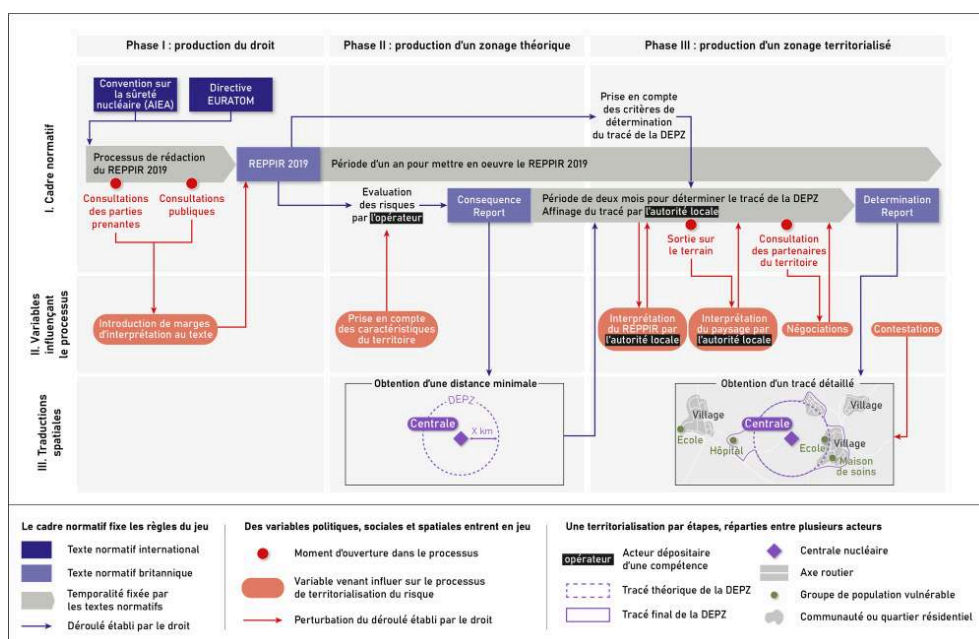 Phase I : production du droit
Phase II : production d'un zonage théorique
Phase III : production d'un zonage territorialisé
I. Cadre normatif
Convention sur
la sûreté
nucléaire (AIEA)
Directive
EURATOM
Prise en compte
des critères de
détermination
du tracé de la DEPZ
Processus de rédaction
du REPPIR 2019
REPPIR 2019
Période d'un an pour mettre en oeuvre le REPPIR 2019
Consultations
des parties
prenantes
Consultations
publiques
Evaluation
des risques
par l'opérateur
Consequence
Report
Période de deux mois pour déterminer le tracé de la DEPZ
Affinage du tracé par l'autorité locale
Determination
Report
Sortie sur
le terrain
Consultation
des partenaires
du territoire
II. Variables
influençant
le processus
Introduction de marges
d'interprétation au texte
Prise en compte
des caractéristiques
du territoire
Interprétation
du REPPIR par
l'autorité locale
Interprétation
du paysage par
l'autorité locale
Négociations
Contestations
III. Traductions
spatiales
Obtention d'une distance minimale
DEPZ
Centrale
X km
Obtention d'un tracé détaillé
Village
Village
Centrale
Ecole
Hôpital
Ecole
Village
Maison
de soins
Le cadre normatif fixe les règles du jeu
Texte normatif international
Texte normatif britannique
Temporalité fixée par
les textes normatifs
Déroulé établi par le droit
Des variables politiques, sociales et spatiales entrent en jeu
Moment d'ouverture dans le processus
Variable venant influer sur le processus
de territorialisation du risque
Perturbation du déroulé établi par le droit
Une territorialisation par étapes, réparties entre plusieurs acteurs
opérateur
Acteur dépositaire
d'une compétence
Tracé théorique de la DEPZ
Tracé final de la DEPZ
Centrale nucléaire
Axe routier
Groupe de population vulnérable
Communauté ou quartier résidentiel